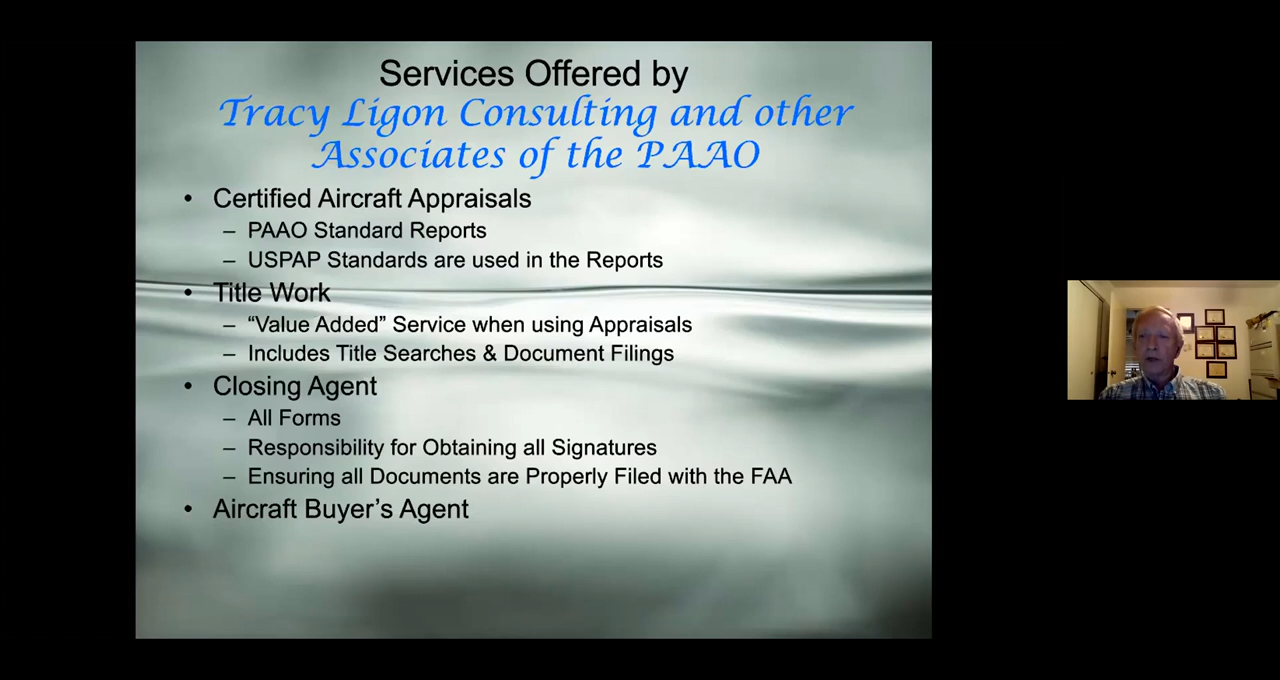 Services Offered by
Tracy Ligon Consulting and other
Associates of the PAAO
• Certified Aircraft Appraisals
– PAAO Standard Reports
– USPAP Standards are used in the Reports
• Title Work
– “Value Added” Service when using Appraisals
– Includes Title Searches & Document Filings
• Closing Agent
– All Forms
– Responsibility for Obtaining all Signatures
– Ensuring all Documents are Properly Filed with the FAA
• Aircraft Buyer’s Agent